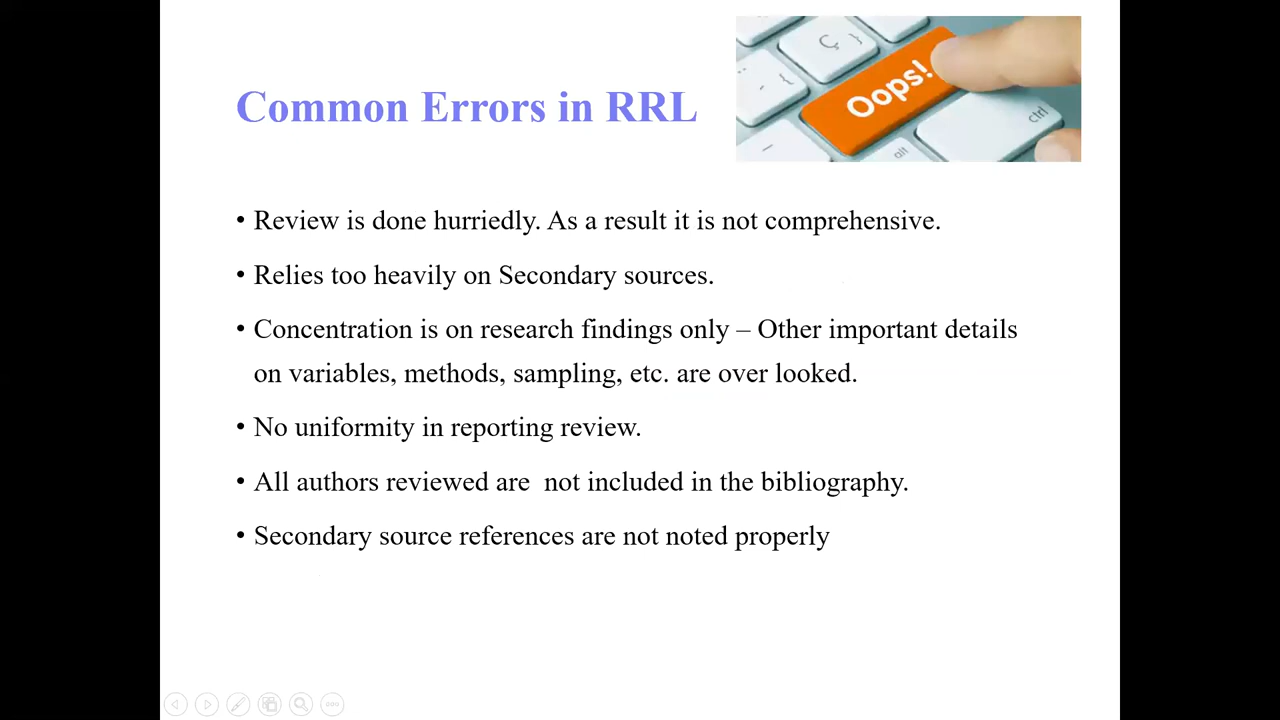 Oops!
ctrl
alt
Common Errors in RRL
• Review is done hurriedly. As a result it is not comprehensive.
• Relies too heavily on Secondary sources.
• Concentration is on research findings only – Other important details
on variables, methods, sampling, etc. are over looked.
• No uniformity in reporting review.
• All authors reviewed are  not included in the bibliography.
• Secondary source references are not noted properly